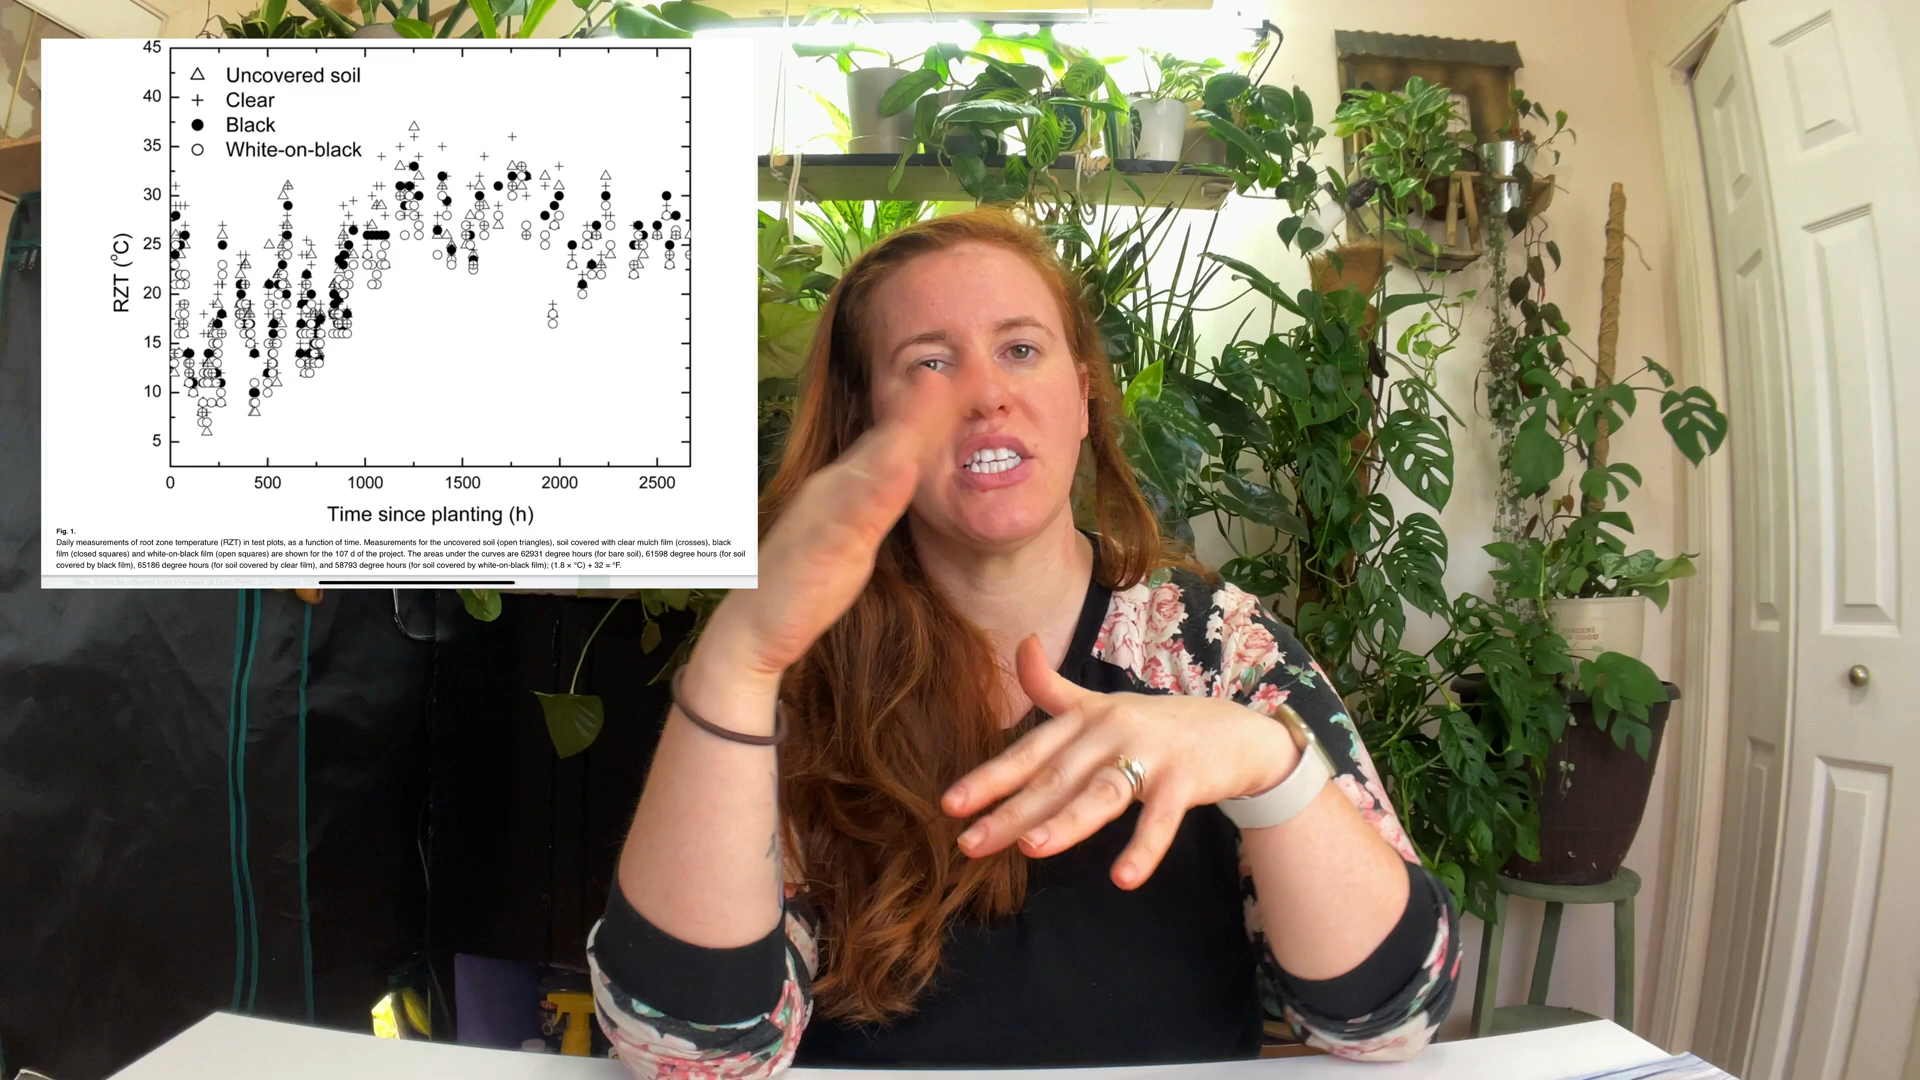 45
40
35
30
25
20
15
10
5
RZT (°C)
△ Uncovered soil
+ Clear
● Black
○ White-on-black
0 500 1000 1500 2000 2500
Time since planting (h)
Fig. 1.
Daily measurements of root zone temperature (RZT) in test plots, as a function of time. Measurements for the uncovered soil (open triangles), soil covered with clear mulch film (crosses), black
film (closed squares) and white-on-black film (open squares) are shown for the 107 d of the project. The areas under the curves are 62931 degree hours (for bare soil), 61598 degree hours (for soil
covered by black film), 65186 degree hours (for soil covered by clear film), and 58793 degree hours (for soil covered by white-on-black film); (1.8 × °C) + 32 = °F.